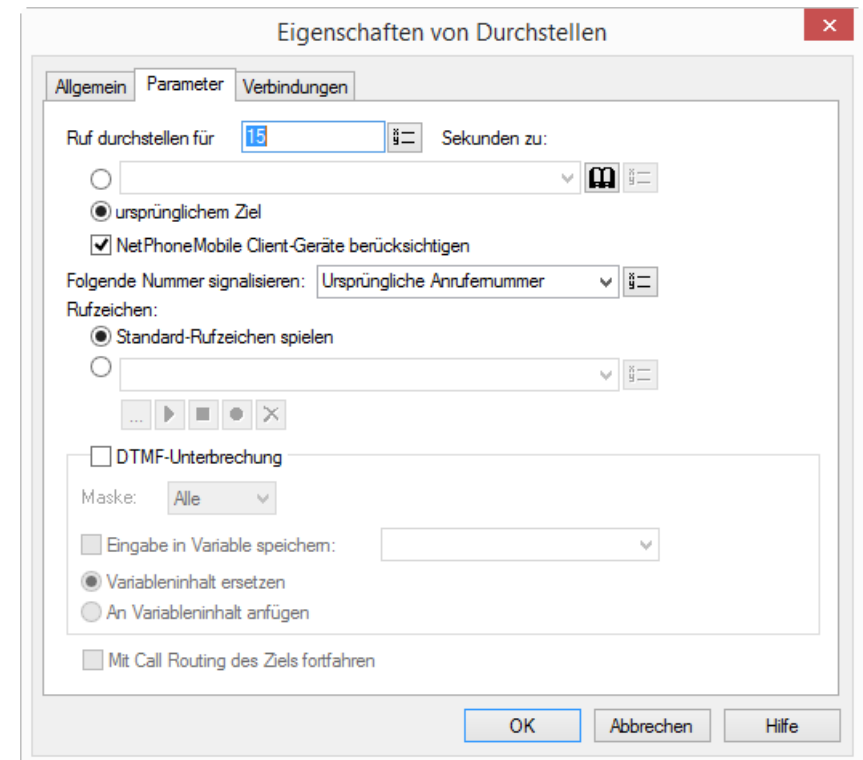 Eigenschaften von Durchstellen
Allgemein Parameter Verbindungen
Ruf durchstellen für 15 Sekunden zu:
ursprünglichem Ziel
NetPhoneMobile Client-Geräte berücksichtigen
Folgende Nummer signalisieren: Ursprüngliche Anrufernummer
Rufzeichen:
Standard-Rufzeichen spielen
...
DTMF-Unterbrechung
Maske: Alle
Eingabe in Variable speichern:
Variableninhalt ersetzen
An Variableninhalt anfügen
Mit Call Routing des Ziels fortfahren
OK Abbrechen Hilfe